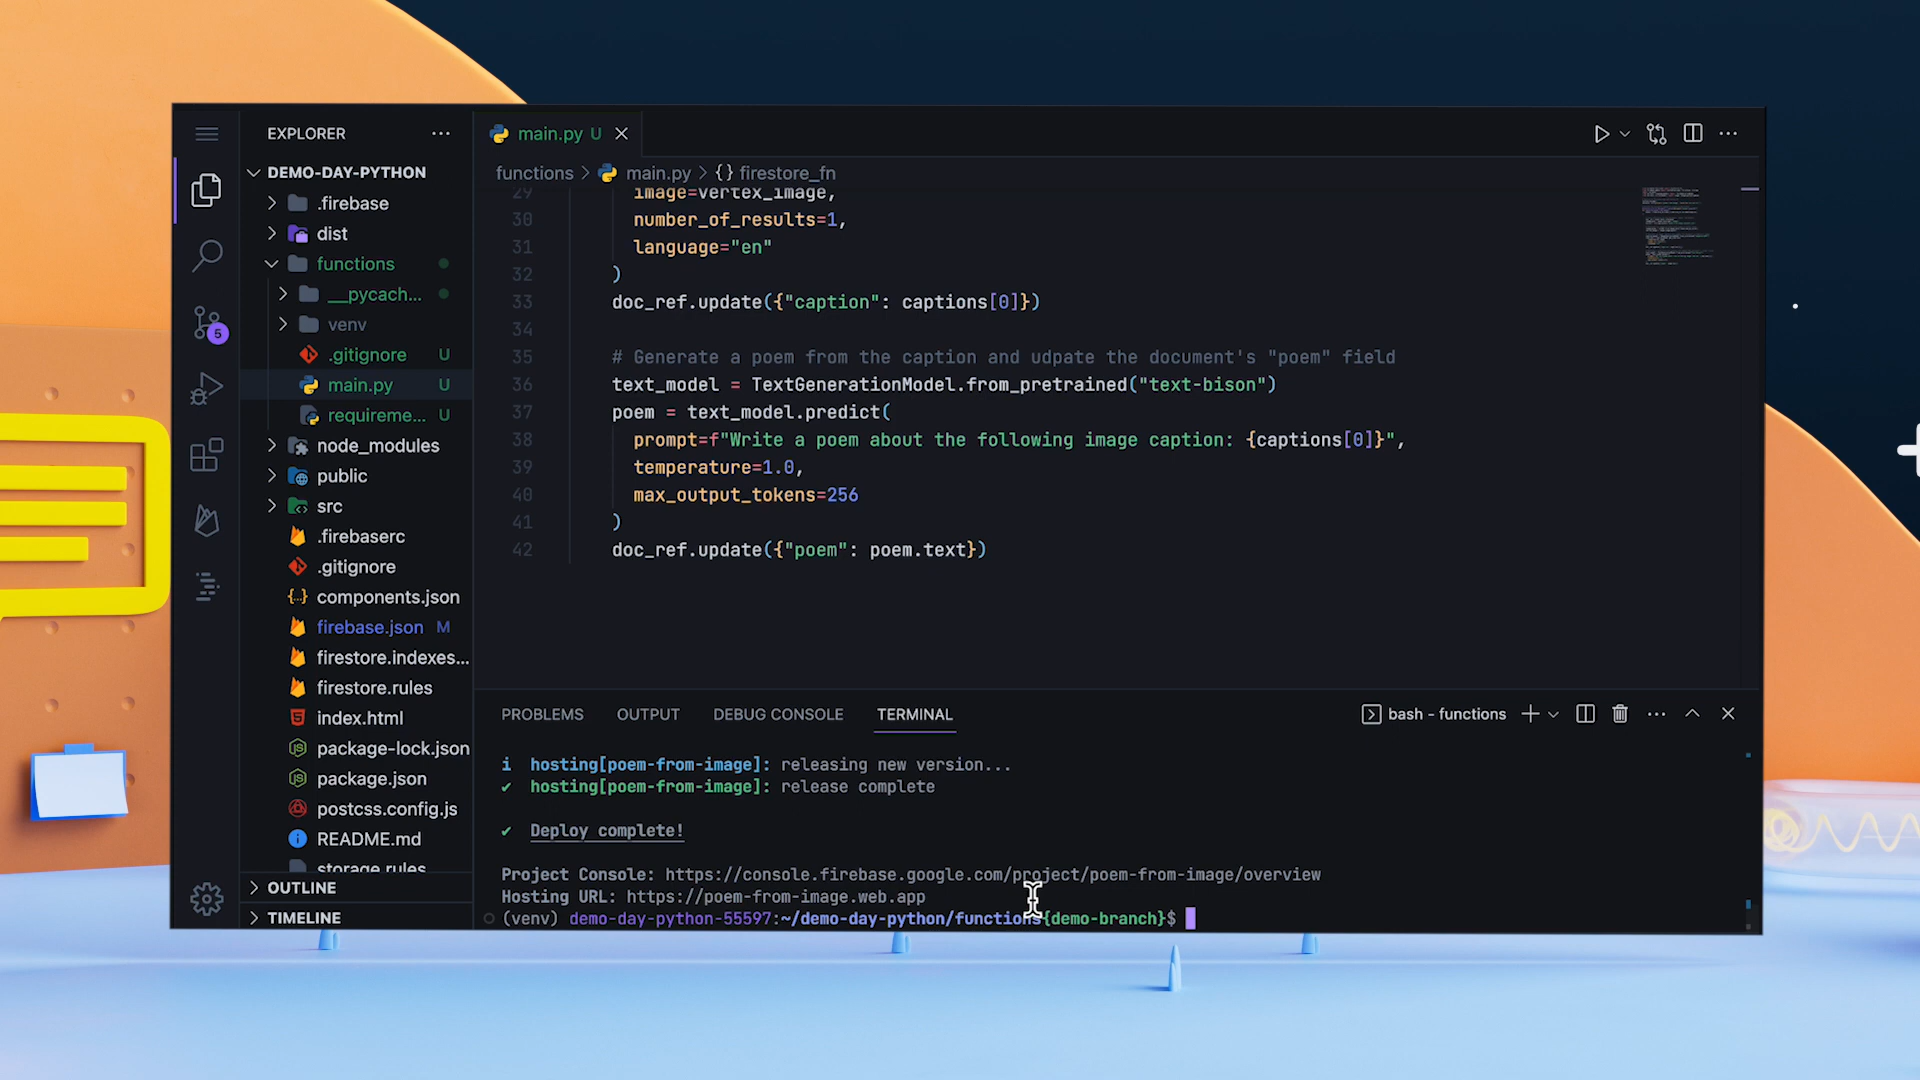 EXPLORER
DEMO-DAY-PYTHON
.firebase
dist
functions
__pycach...
venv
.gitignore U
main.py U
requireme... U
node_modules
public
src
.firebaserc
.gitignore
components.json
firebase.json M
firestore.indexes...
firestore.rules
index.html
package-lock.json
package.json
postcss.config.js
README.md
storage.rules
OUTLINE
TIMELINE
5
main.py U
functions > main.py > {} firestore_fn
29 image=vertex_image,
30 number_of_results=1,
31 language="en"
32 )
33 doc_ref.update({"caption": captions[0]})
34
35 # Generate a poem from the caption and udpate the document's "poem" field
36 text_model = TextGenerationModel.from_pretrained("text-bison")
37 poem = text_model.predict(
38 prompt=f"Write a poem about the following image caption: {captions[0]}",
39 temperature=1.0,
40 max_output_tokens=256
41 )
42 doc_ref.update({"poem": poem.text})
PROBLEMS OUTPUT DEBUG CONSOLE TERMINAL bash - functions
i hosting[poem-from-image]: releasing new version...
✔ hosting[poem-from-image]: release complete
✔ Deploy complete!
Project Console: https://console.firebase.google.com/project/poem-from-image/overview
Hosting URL: https://poem-from-image.web.app
(venv) demo-day-python-55597:~/demo-day-python/functions{demo-branch}$